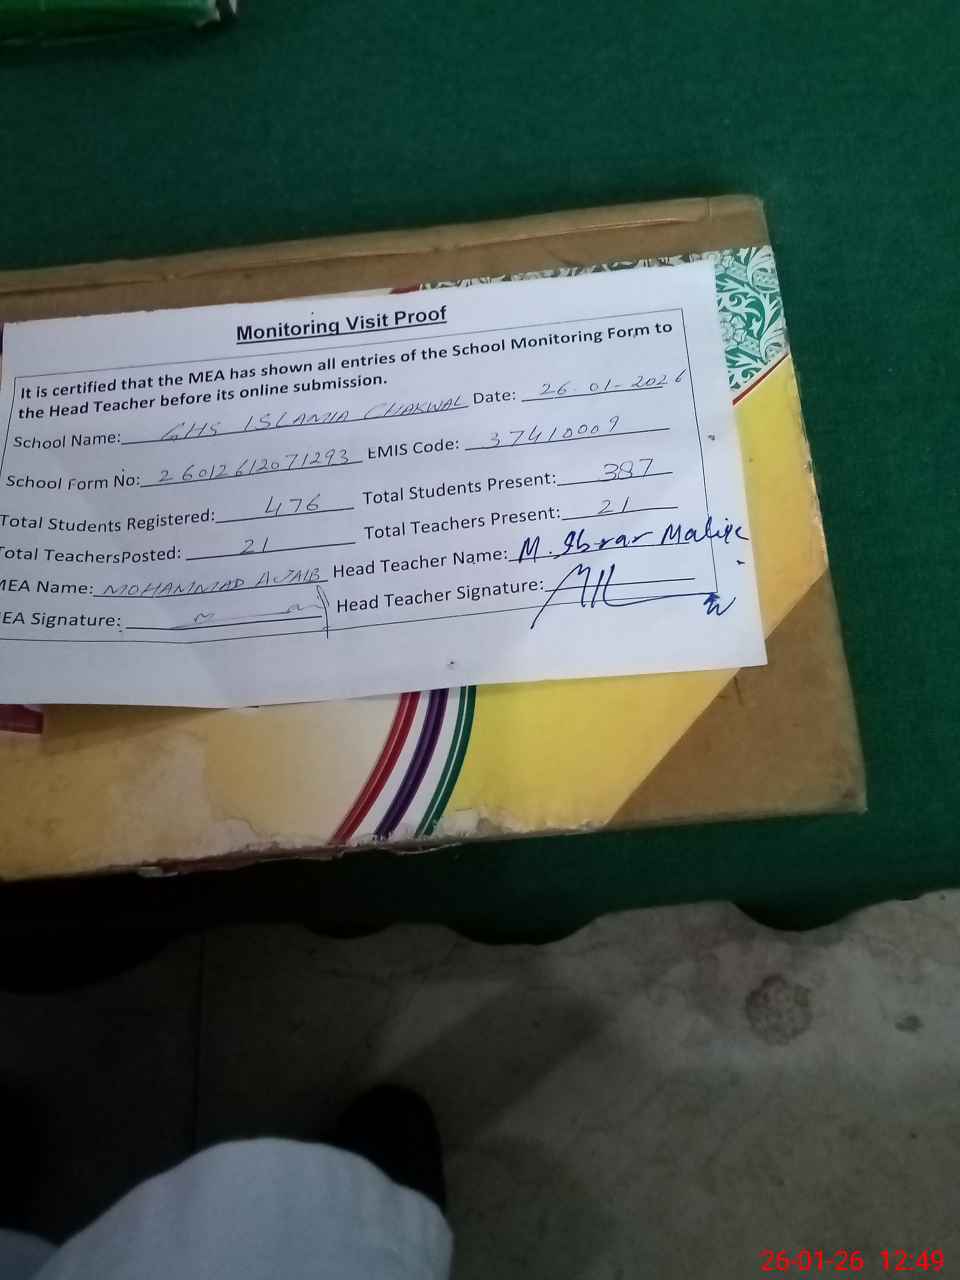 Monitoring Visit Proof
It is certified that the MEA has shown all entries of the School Monitoring Form to
the Head Teacher before its online submission.
School Name: GHS ISLAMIA CHAKWAL Date: 26-01-2026
School Form No: 26012612071293 EMIS Code: 37410009
Total Students Registered: 476 Total Students Present: 387
Total TeachersPosted: 21 Total Teachers Present: 21
MEA Name: MOHAMMAD AJAIB Head Teacher Name: M. Ibrar Malik
EA Signature: Head Teacher Signature:
26-01-26 12:49